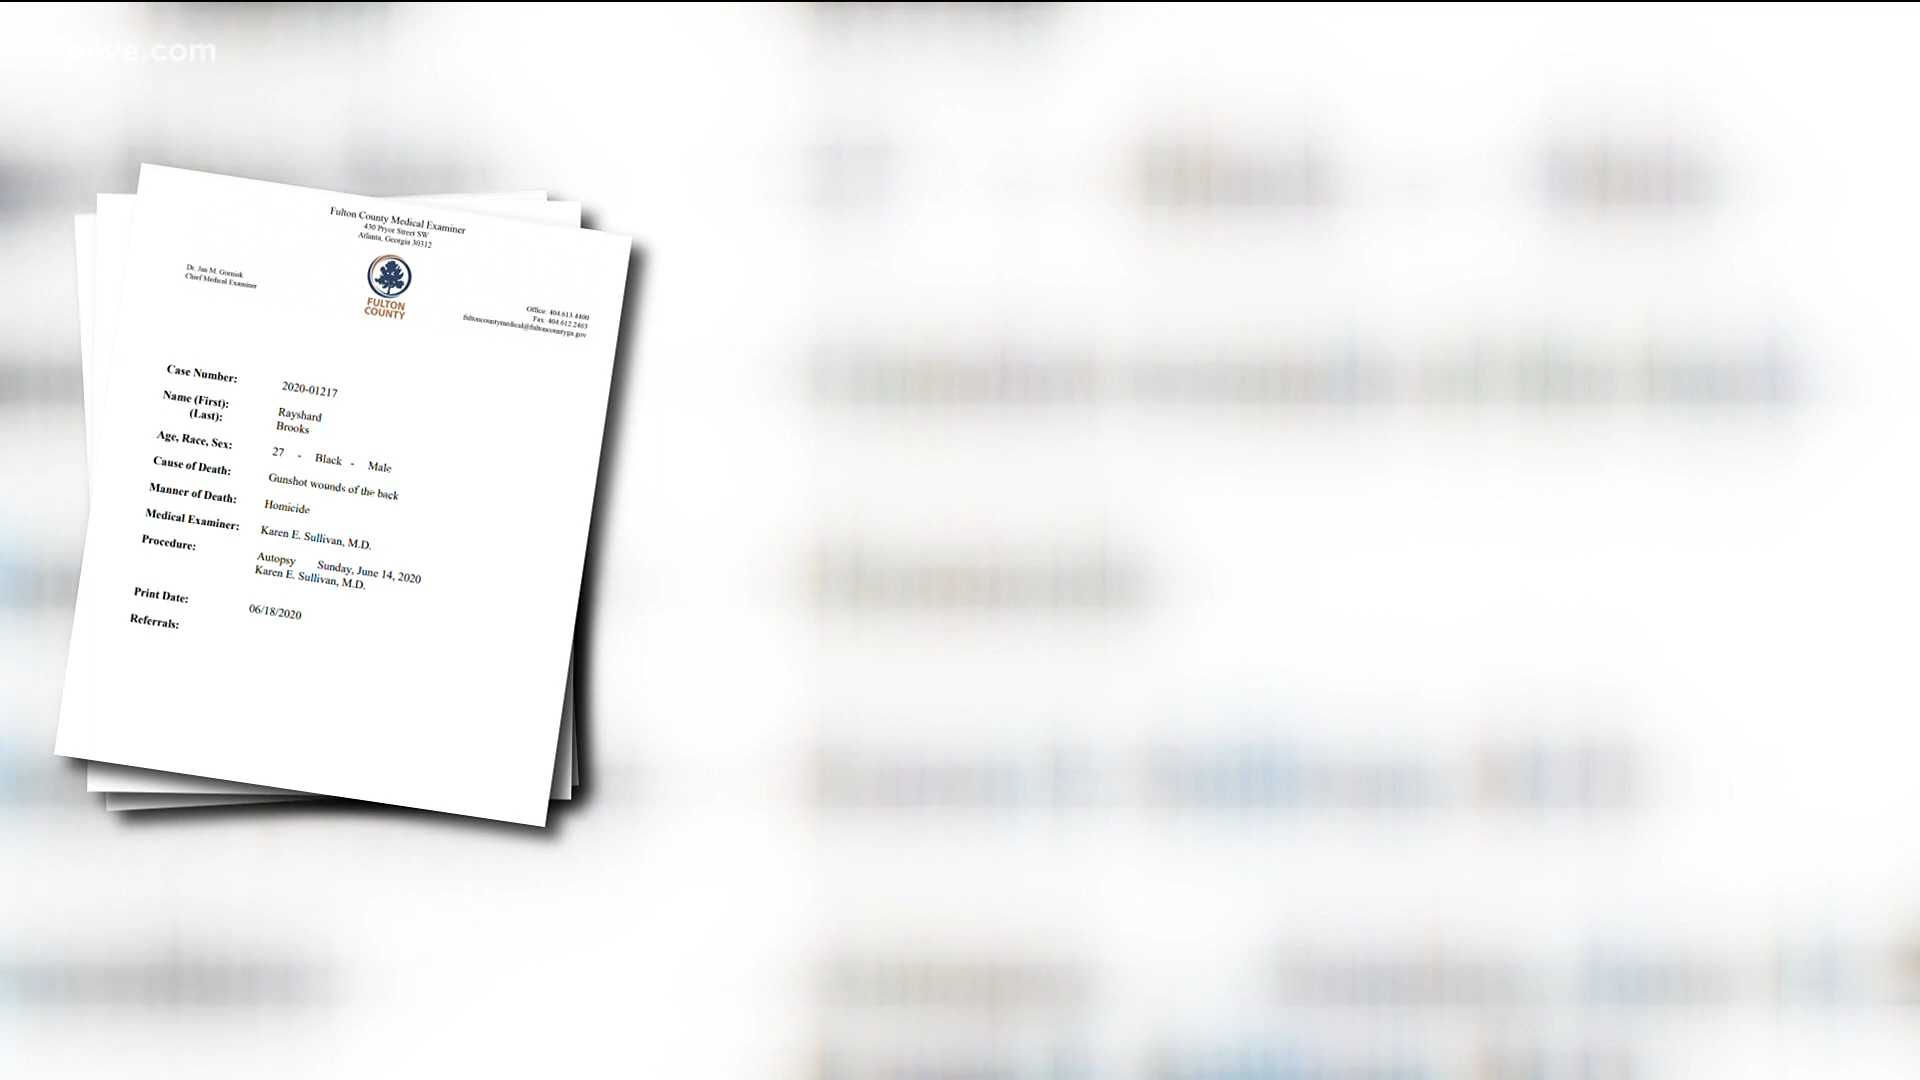 live.com
Fulton County Medical Examiner
430 Pryor Street SW
Atlanta, Georgia 30312
Dr. Jan M. Gorniak
Chief Medical Examiner
FULTON
COUNTY
Office: 404.613.4400
Fax: 404.612.2463
fultoncountymedical@fultoncountyga.gov
Case Number: 2020-01217
Name (First): Rayshard
(Last): Brooks
Age, Race, Sex: 27 - Black - Male
Cause of Death: Gunshot wounds of the back
Manner of Death: Homicide
Medical Examiner: Karen E. Sullivan, M.D.
Procedure: Autopsy Sunday, June 14, 2020
Karen E. Sullivan, M.D.
Print Date: 06/18/2020
Referrals: